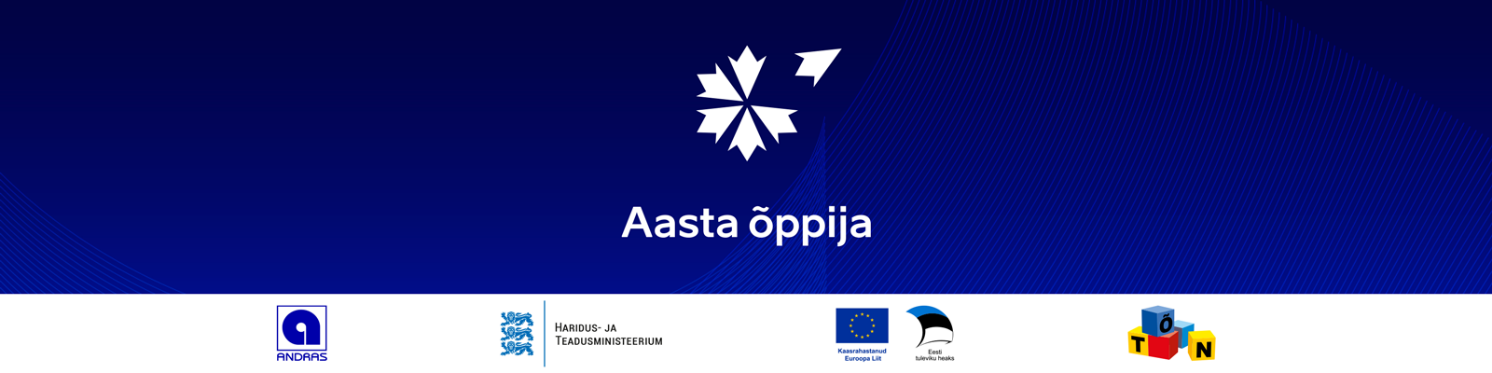 Aasta õppija
ANDRAS
HARIDUS- JA
TEADUSMINISTEERIUM
Kaasrahastanud
Euroopa Liit
Eesti
tuleviku heaks
T Õ N